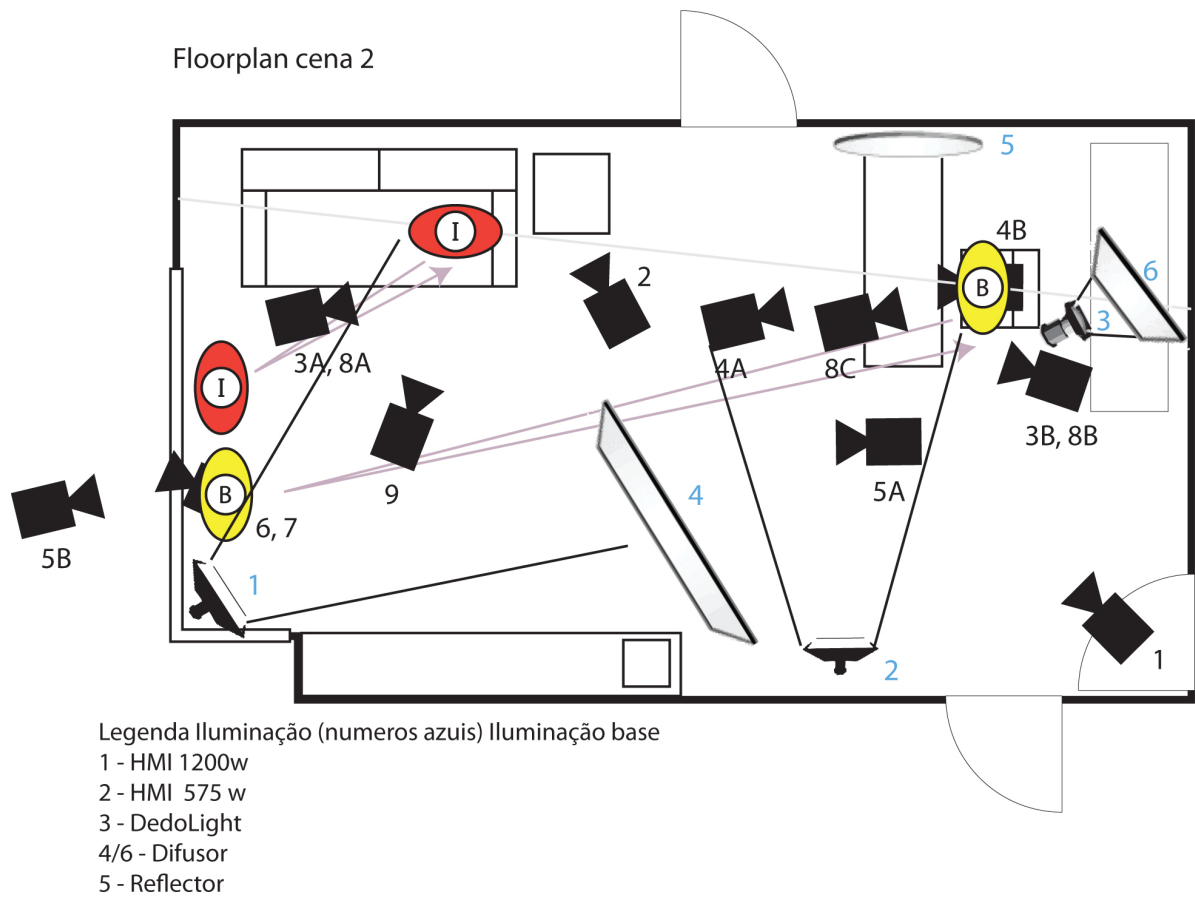 Floorplan cena 2
5
I
4B
2
B
6
3
3A, 8A
4A
8C
I
3B, 8B
9
5A
4
B
6, 7
5B
1
1
2
Legenda Iluminação (numeros azuis) Iluminação base
1 - HMI 1200w
2 - HMI  575 w
3 - DedoLight
4/6 - Difusor
5 - Reflector